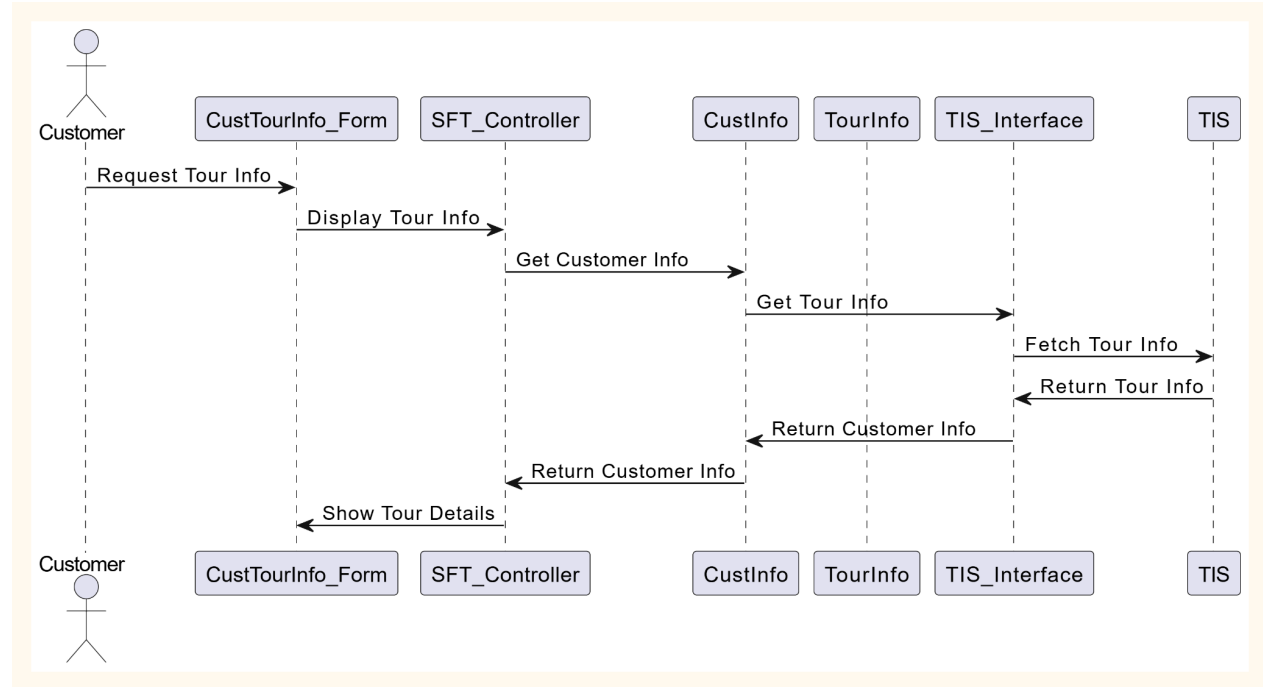 Customer
CustTourInfo_Form
SFT_Controller
CustInfo
TourInfo
TIS_Interface
TIS
Request Tour Info
Display Tour Info
Get Customer Info
Get Tour Info
Fetch Tour Info
Return Tour Info
Return Customer Info
Return Customer Info
Show Tour Details
Customer
CustTourInfo_Form
SFT_Controller
CustInfo
TourInfo
TIS_Interface
TIS